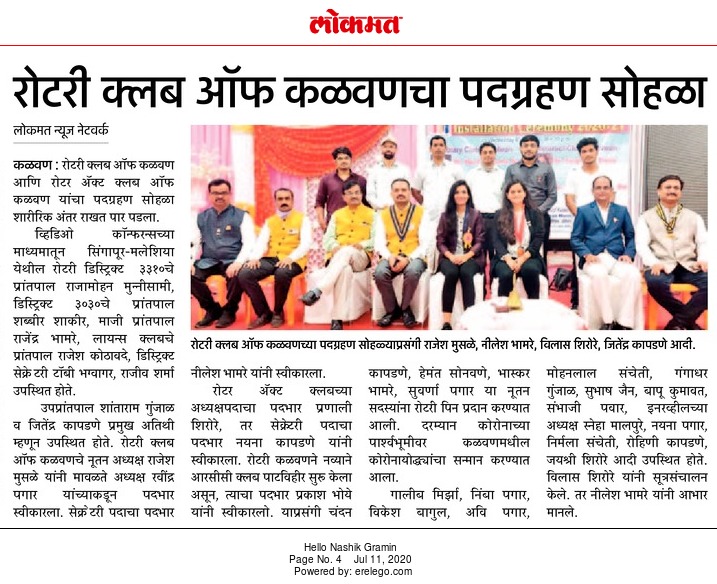 लोकमत
रोटरी क्लब ऑफ कळवणचा पदग्रहण सोहळा
लोकमत न्यूज नेटवर्क
कळवण : रोटरी क्लब ऑफ कळवण
आणि रोटर अ‍ॅक्ट क्लब ऑफ
कळवण यांचा पदग्रहण सोहळा
शारीरिक अंतर राखत पार पडला.
व्हिडिओ कॉन्फरन्सच्या
माध्यमातून सिंगापूर-मलेशिया
येथील रोटरी डिस्ट्रिक्ट ३३१०चे
प्रांतपाल राजामोहन मुन्नीसामी,
डिस्ट्रिक्ट ३०३०चे प्रांतपाल
शब्बीर शाकीर, माजी प्रांतपाल
राजेंद्र भामरे, लायन्स क्लबचे
प्रांतपाल राजेश कोठावदे, डिस्ट्रिक्ट
सेक्रेटरी टॉबी भग्वागर, राजीव शर्मा
उपस्थित होते.
उपप्रांतपाल शांताराम गुंजाळ
व जितेंद्र कापडणे प्रमुख अतिथी
म्हणून उपस्थित होते. रोटरी क्लब
ऑफ कळवणचे नूतन अध्यक्ष राजेश
मुसळे यांनी मावळते अध्यक्ष रवींद्र
पगार यांच्याकडून पदभार
स्वीकारला. सेक्रेटरी पदाचा पदभार
Installation Ceremony 2020-21
रोटरी क्लब ऑफ कळवणच्या पदग्रहण सोहळ्याप्रसंगी राजेश मुसळे, नीलेश भामरे, विलास शिरोरे, जितेंद्र कापडणे आदी.
नीलेश भामरे यांनी स्वीकारला.
रोटर अ‍ॅक्ट क्लबच्या
अध्यक्षपदाचा पदभार प्रणाली
शिरोरे, तर सेक्रेटरी पदाचा
पदभार नयना कापडणे यांनी
स्वीकारला. रोटरी कळवणने नव्याने
आरसीसी क्लब पाटविहीर सुरु केला
असून, त्याचा पदभार प्रकाश भोये
यांनी स्वीकारलो. याप्रसंगी चंदन
कापडणे, हेमंत सोनवणे, भास्कर
भामरे, सुवर्णा पगार या नूतन
सदस्यांना रोटरी पिन प्रदान करण्यात
आली. दरम्यान कोरोनाच्या
पार्श्वभूमीवर कळवणमधील
कोरोनायोद्ध्यांचा सन्मान करण्यात
आला.
गालीब मिर्झा, निंबा पगार,
विकेश बागुल, अवि पगार,
मोहनलाल संचेती, गंगाधर
गुंजाळ, सुभाष जैन, बापू कुमावत,
संभाजी पवार, इनरव्हीलच्या
अध्यक्ष स्नेहा मालपुरे, नयना पगार,
निर्मला संचेती, रोहिणी कापडणे,
जयश्री शिरोरे आदी उपस्थित होते.
विलास शिरोरे यांनी सूत्रसंचालन
केले. तर नीलेश भामरे यांनी आभार
मानले.
Hello Nashik Gramin
Page No. 4 Jul 11, 2020
Powered by: erelego.com